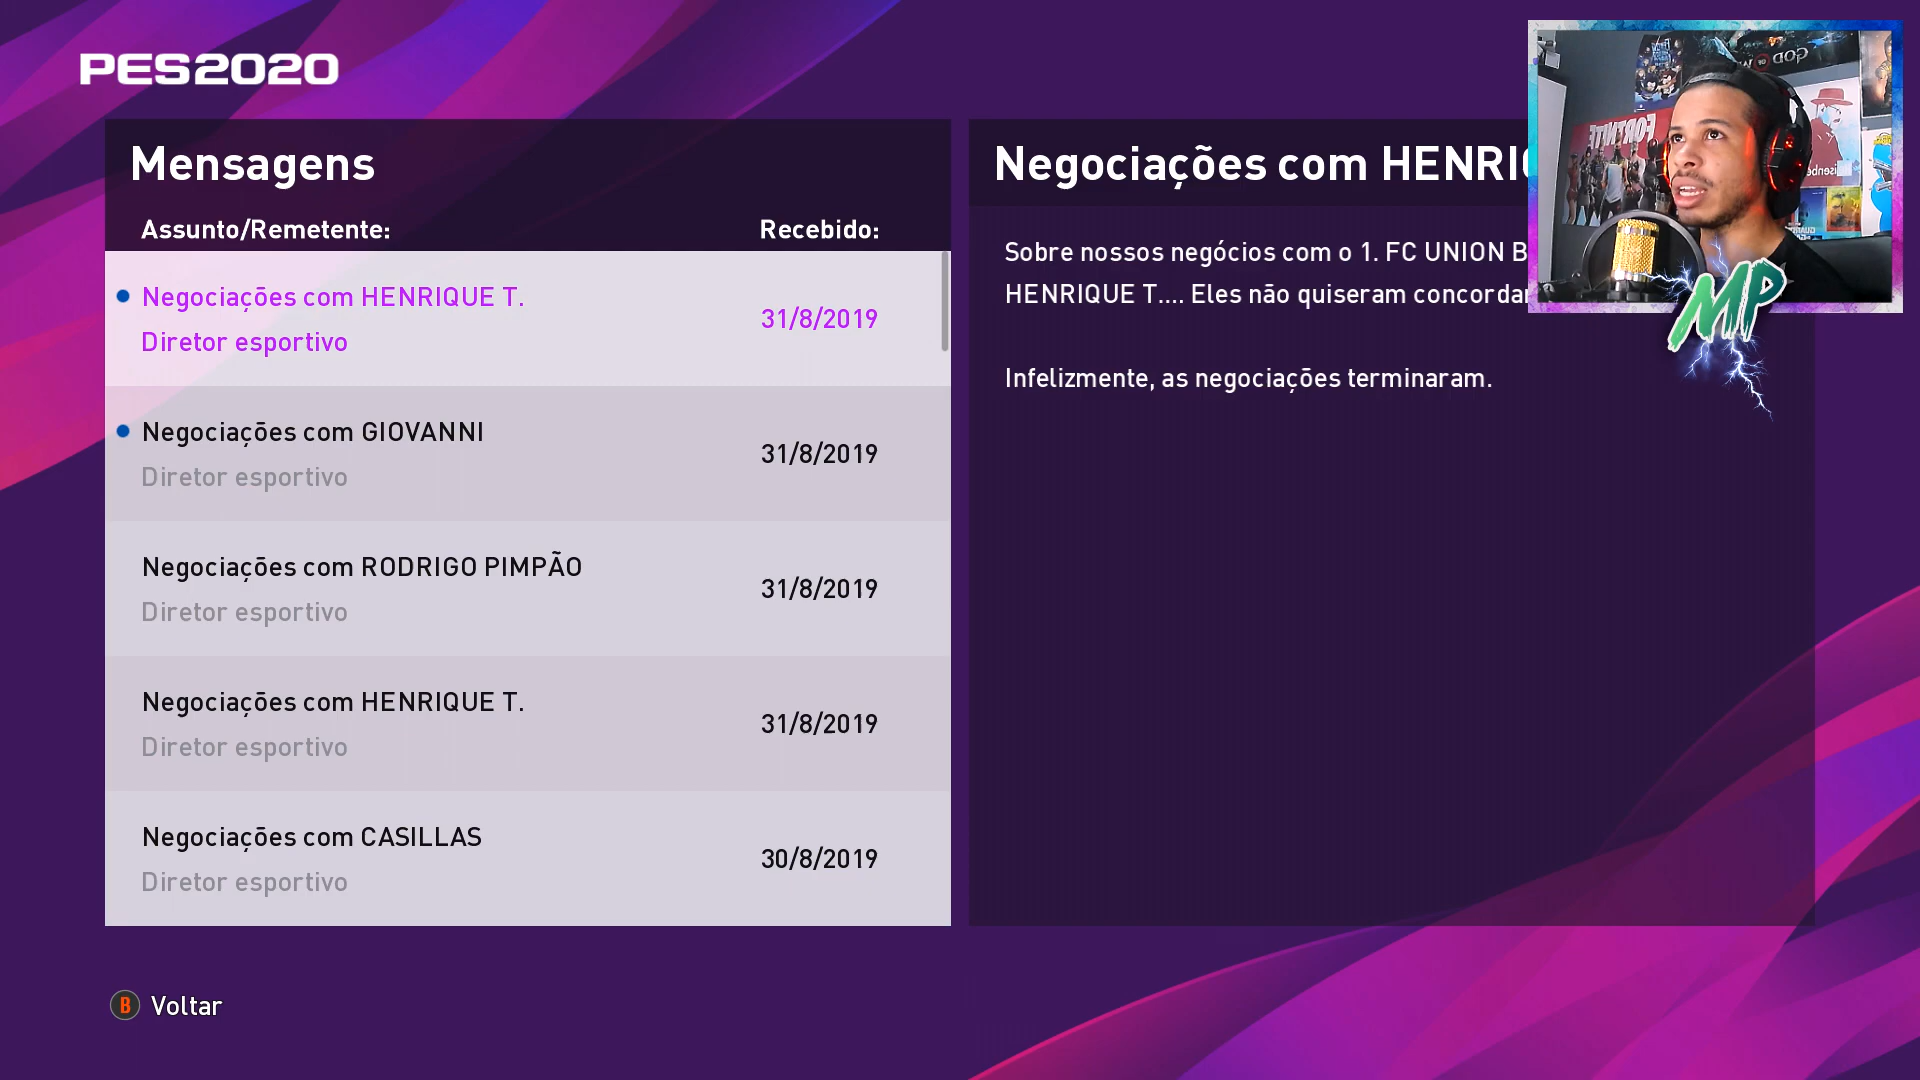 PES2020
Mensagens
Assunto/Remetente:
Recebido:
Negociações com HENRIQUE T.
Diretor esportivo
31/8/2019
Negociações com GIOVANNI
Diretor esportivo
31/8/2019
Negociações com RODRIGO PIMPÃO
Diretor esportivo
31/8/2019
Negociações com HENRIQUE T.
Diretor esportivo
31/8/2019
Negociações com CASILLAS
Diretor esportivo
30/8/2019
Negociações com HENRI
Sobre nossos negócios com o 1. FC UNION B
HENRIQUE T.... Eles não quiseram concordar
Infelizmente, as negociações terminaram.
GOD OF
FORTNITE
MP
B Voltar